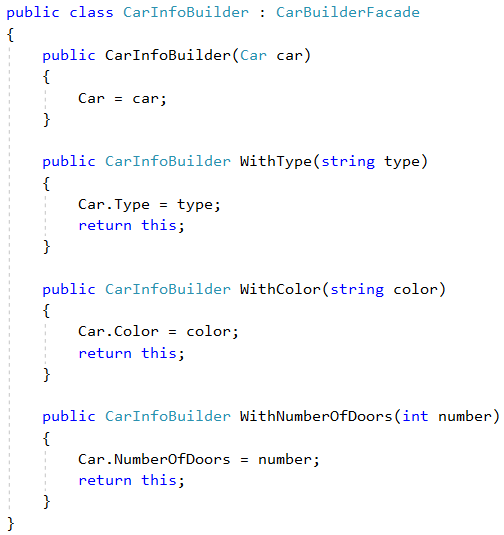 public class CarInfoBuilder : CarBuilderFacade
{
    public CarInfoBuilder(Car car)
    {
        Car = car;
    }

    public CarInfoBuilder WithType(string type)
    {
        Car.Type = type;
        return this;
    }

    public CarInfoBuilder WithColor(string color)
    {
        Car.Color = color;
        return this;
    }

    public CarInfoBuilder WithNumberOfDoors(int number)
    {
        Car.NumberOfDoors = number;
        return this;
    }
}